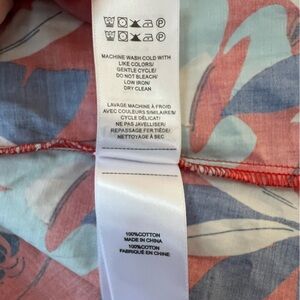 MACHINE WASH COLD WITH
LIKE COLORS/
GENTLE CYCLE/
DO NOT BLEACH/
LOW IRON/
DRY CLEAN
LAVAGE MACHINE À FROID
AVEC COULEURS SIMILAIRES/
CYCLE DÉLICAT/
NE PAS JAVELLISER/
REPASSAGE FER TIÈDE/
NETTOYAGE À SEC
100%COTTON
MADE IN CHINA
100%COTON
FABRIQUÉ EN CHINE